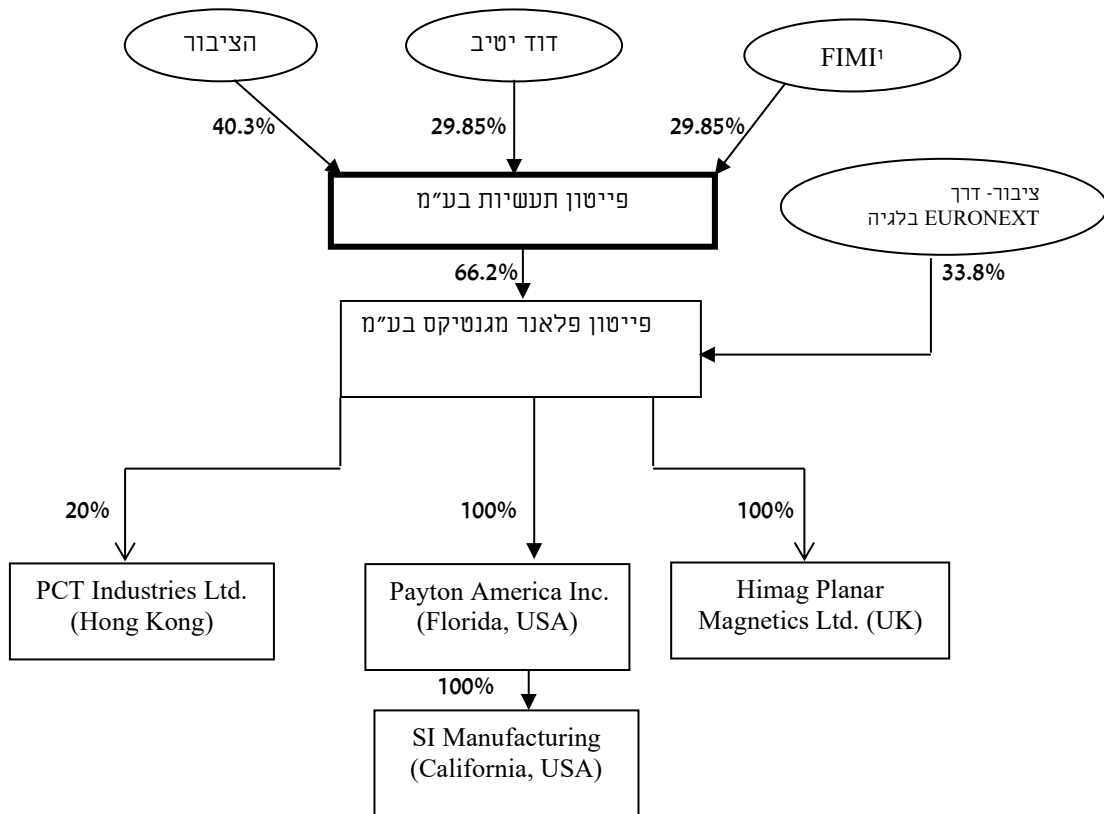 הציבור
דוד יטיב
FIMI¹
40.3%
29.85%
29.85%
פייטון תעשיות בע״מ
ציבור- דרך
EURONEXT בלגיה
66.2%
33.8%
פייטון פלאנר מגנטיקס בע״מ
20%
100%
100%
PCT Industries Ltd.
(Hong Kong)
Payton America Inc.
(Florida, USA)
Himag Planar
Magnetics Ltd. (UK)
100%
SI Manufacturing
(California, USA)